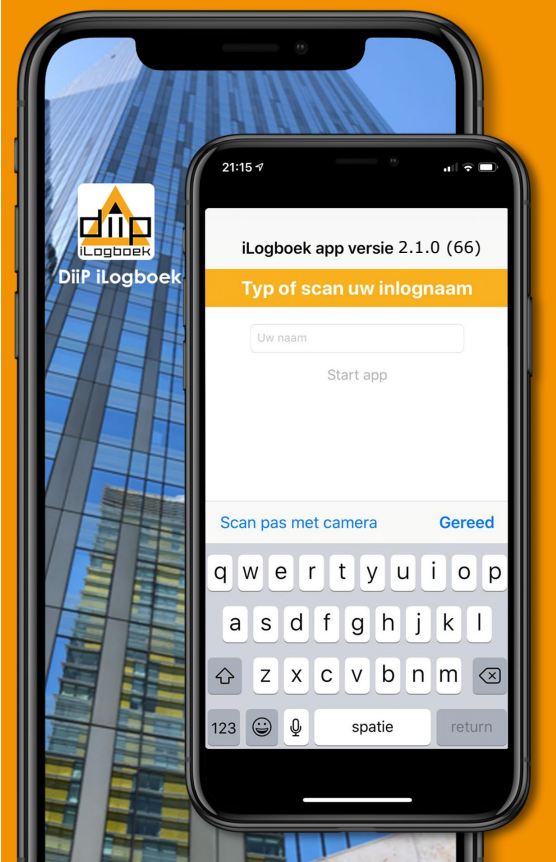 diip
iLogboek
DiiP iLogboek
21:15
iLogboek app versie 2.1.0 (66)
Typ of scan uw inlognaam
Uw naam
Start app
Scan pas met camera
Gereed
q w e r t y u i o p
a s d f g h j k l
z x c v b n m
123
spatie
return